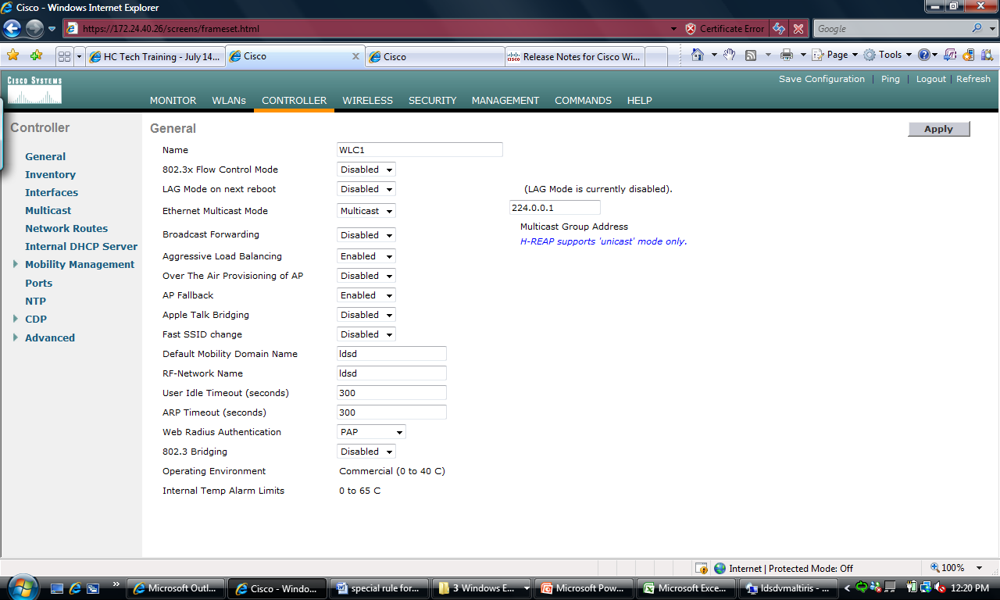 Cisco - Windows Internet Explorer
https://172.24.40.26/screens/frameset.html
Certificate Error
Google
HC Tech Training - July 14...
Cisco
Cisco
Release Notes for Cisco Wi...
Page
Tools
CISCO SYSTEMS
Save Configuration | Ping | Logout | Refresh
MONITOR WLANs CONTROLLER WIRELESS SECURITY MANAGEMENT COMMANDS HELP
Controller
General
Inventory
Interfaces
Multicast
Network Routes
Internal DHCP Server
Mobility Management
Ports
NTP
CDP
Advanced
General
Apply
Name WLC1
802.3x Flow Control Mode Disabled
LAG Mode on next reboot Disabled (LAG Mode is currently disabled).
Ethernet Multicast Mode Multicast 224.0.0.1
Multicast Group Address
Broadcast Forwarding Disabled
H-REAP supports 'unicast' mode only.
Aggressive Load Balancing Enabled
Over The Air Provisioning of AP Disabled
AP Fallback Enabled
Apple Talk Bridging Disabled
Fast SSID change Disabled
Default Mobility Domain Name ldsd
RF-Network Name ldsd
User Idle Timeout (seconds) 300
ARP Timeout (seconds) 300
Web Radius Authentication PAP
802.3 Bridging Disabled
Operating Environment Commercial (0 to 40 C)
Internal Temp Alarm Limits 0 to 65 C
Internet | Protected Mode: Off
100%
Microsoft Outl...
Cisco - Windo...
special rule for...
3 Windows E...
Microsoft Pow...
Microsoft Exce...
ldsdvmaltiris - ...
12:20 PM